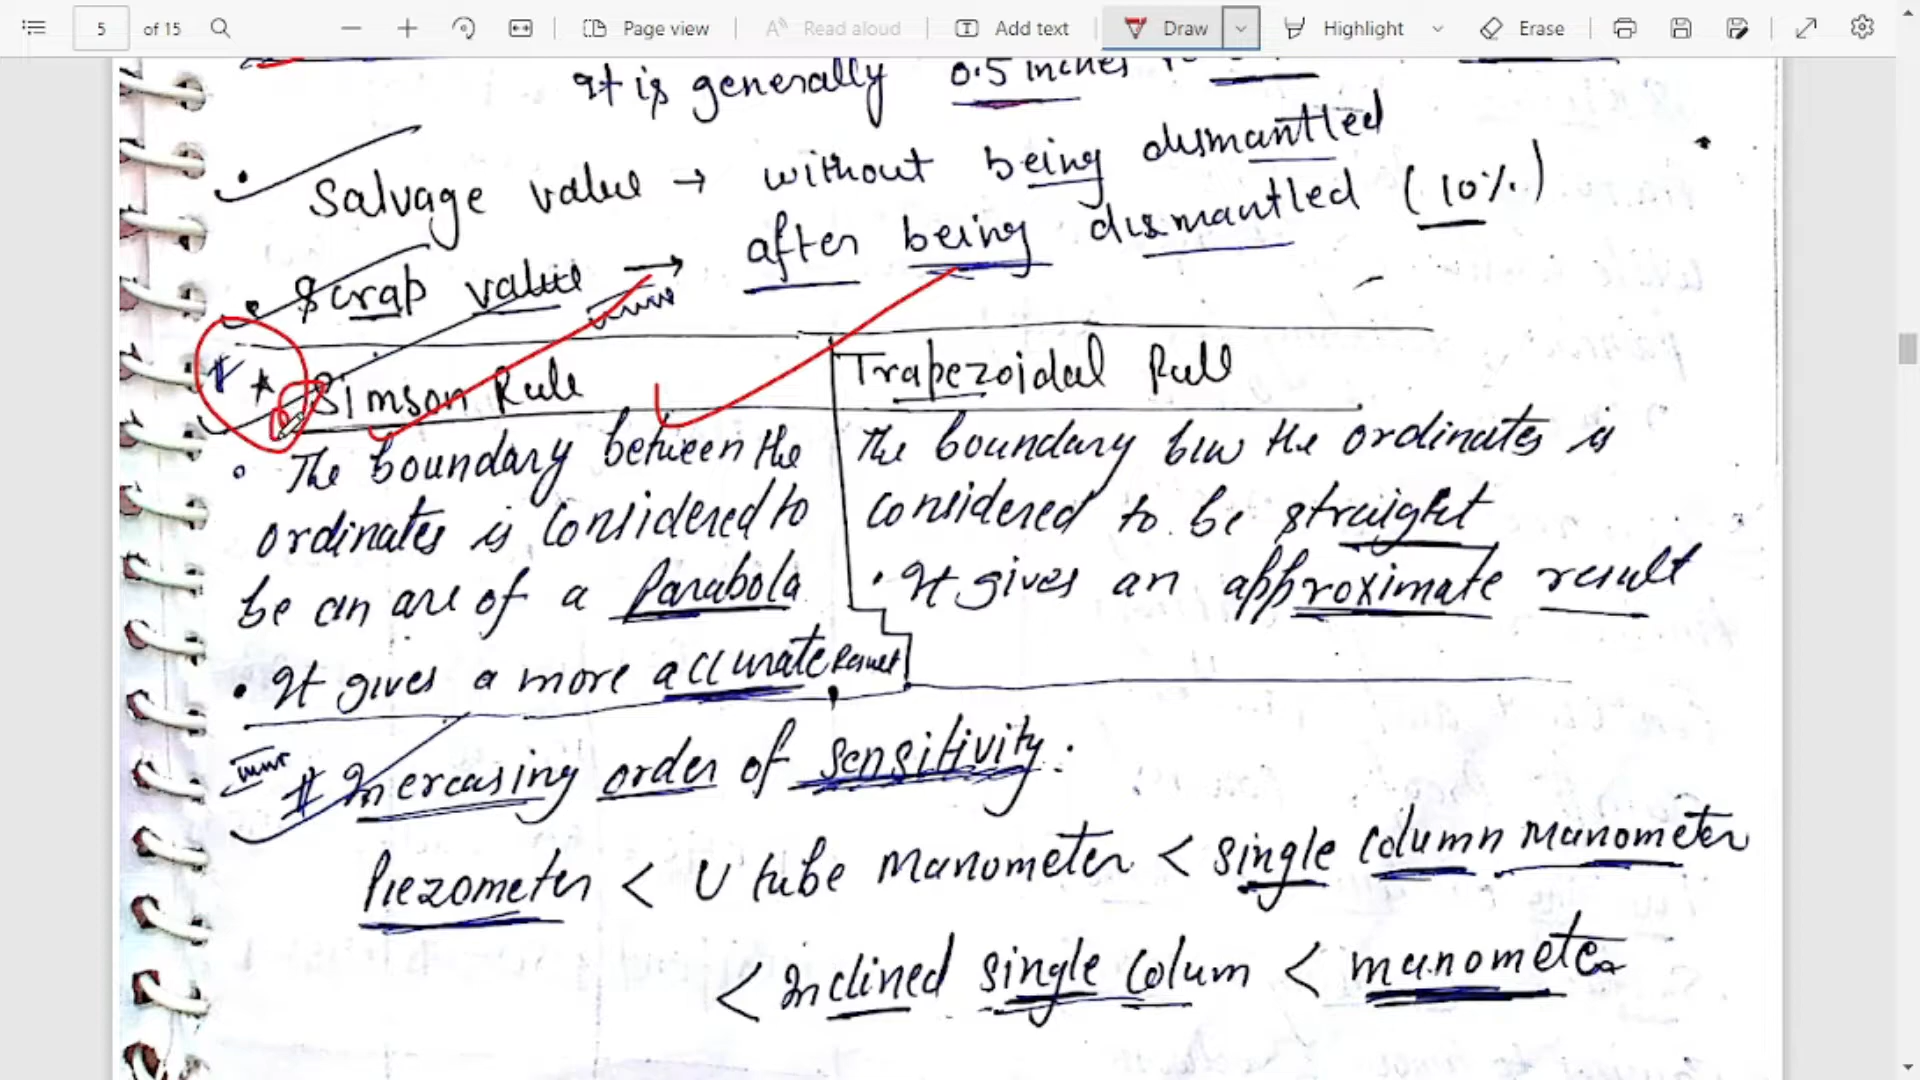 5 of 15 Page view Read aloud Add text Draw Highlight Erase
It is generally 0.5 inches
Salvage value → without being dismantled
Scrap value → after being dismantled (10%)
Simson Rule
Trapezoidal Rule
The boundary between the
ordinates is considered to
be an arc of a Parabola
It gives a more accurate Result
The boundary b/w the ordinates is
considered to be straight
It gives an approximate result
# Increasing order of sensitivity:
Piezometer < U tube Manometer < single column Manometer
< Inclined single colum < manometer